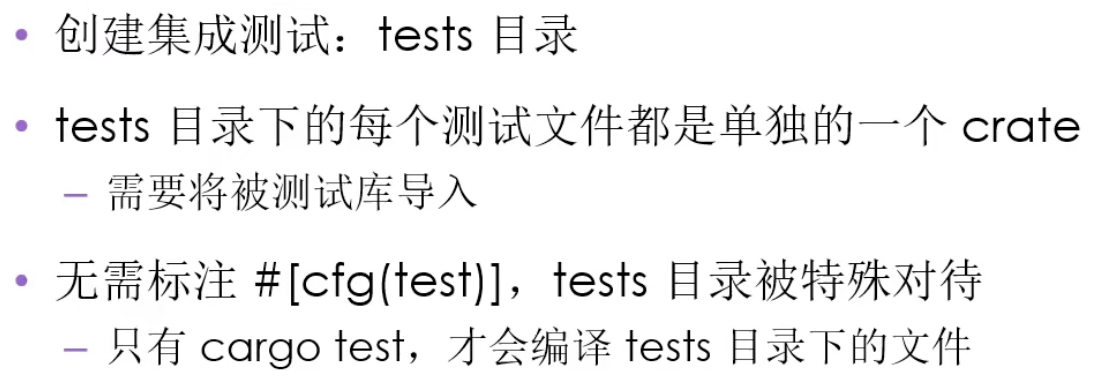 • 创建集成测试：tests 目录
• tests 目录下的每个测试文件都是单独的一个 crate
– 需要将被测试库导入
• 无需标注 #[cfg(test)]，tests 目录被特殊对待
– 只有 cargo test，才会编译 tests 目录下的文件